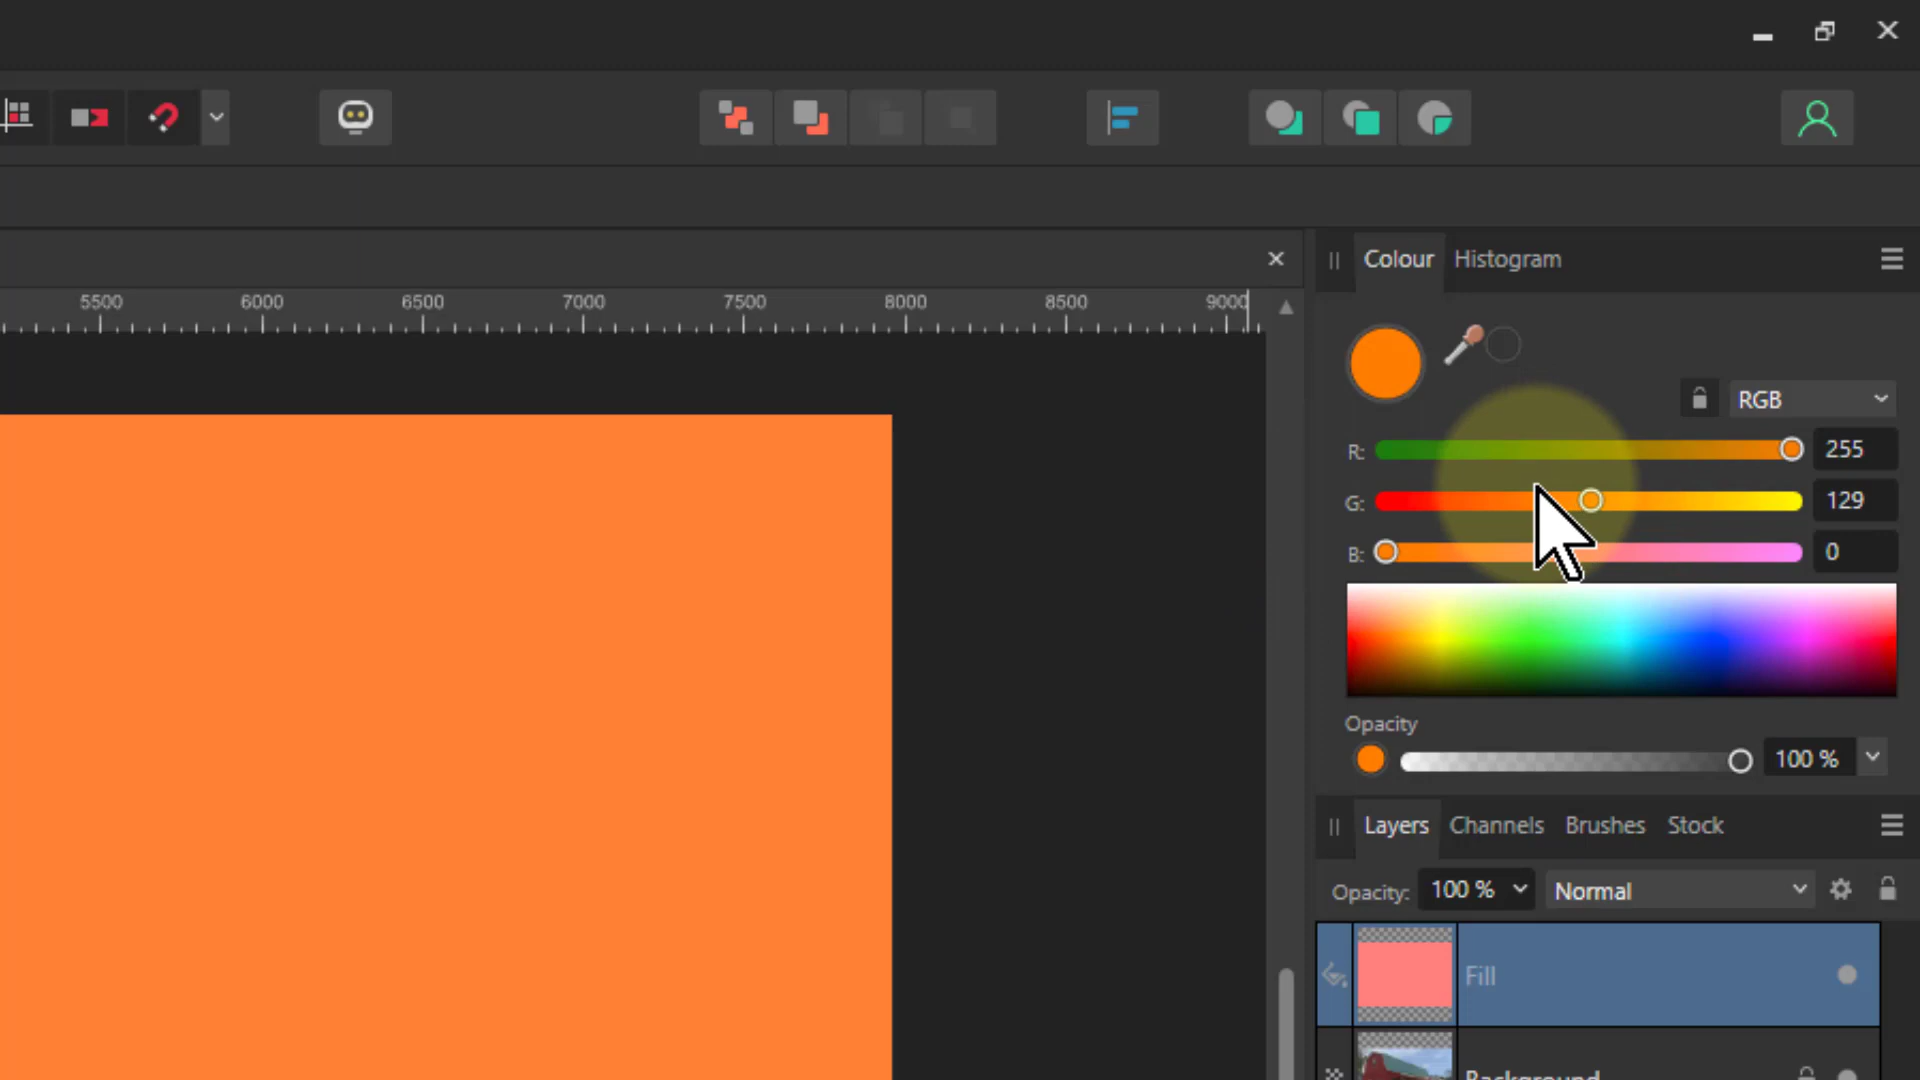 Colour Histogram
5500 6000 6500 7000 7500 8000 8500 9000
RGB
R: 255
G: 129
B: 0
Opacity
100 %
Layers Channels Brushes Stock
Opacity: 100 % Normal
Fill
Background